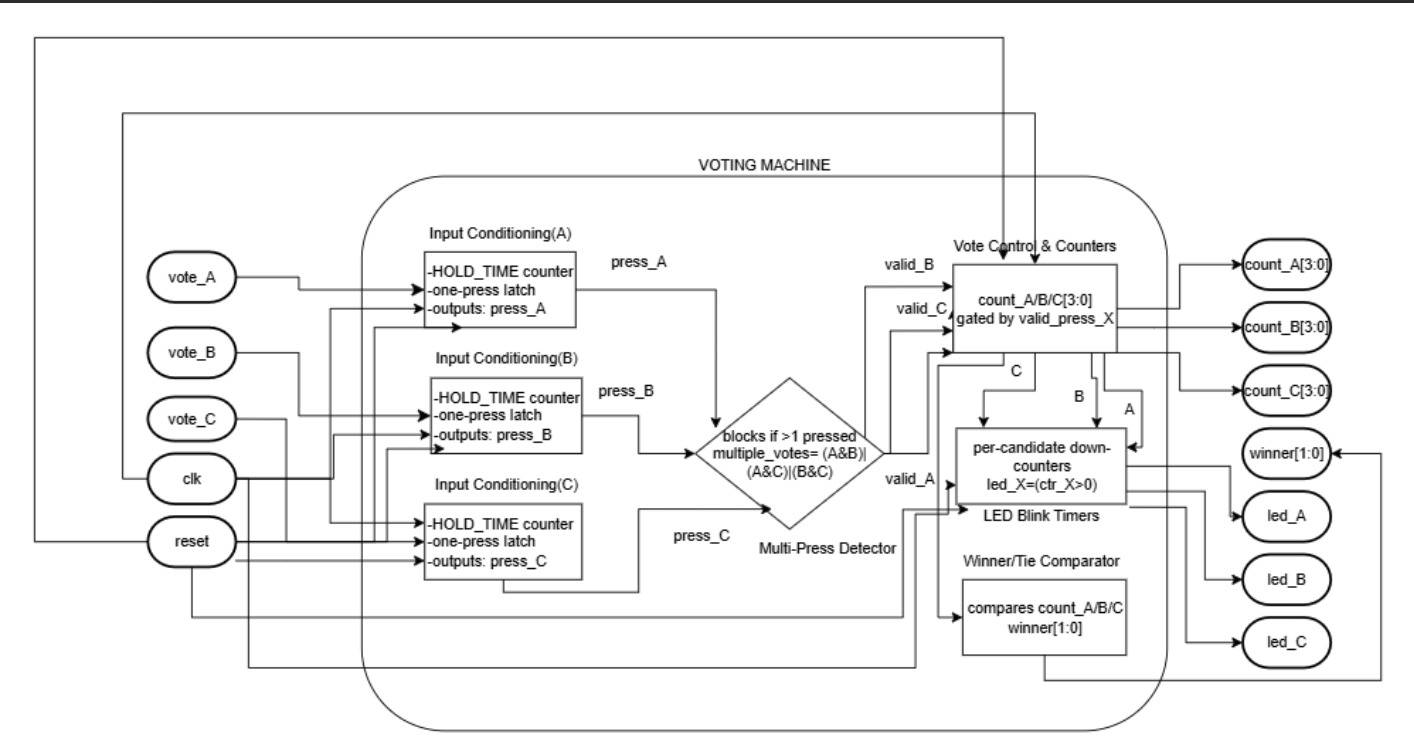 VOTING MACHINE
Input Conditioning(A)
-HOLD_TIME counter
-one-press latch
-outputs: press_A
press_A
Input Conditioning(B)
-HOLD_TIME counter
-one-press latch
-outputs: press_B
press_B
Input Conditioning(C)
-HOLD_TIME counter
-one-press latch
-outputs: press_C
press_C
vote_A
vote_B
vote_C
clk
reset
blocks if >1 pressed
multiple_votes= (A&B)|
(A&C)|(B&C)
Multi-Press Detector
valid_B
valid_C
valid_A
Vote Control & Counters
count_A/B/C[3:0]
gated by valid_press_X
C
B
A
per-candidate down-
counters
led_X=(ctr_X>0)
LED Blink Timers
Winner/Tie Comparator
compares count_A/B/C
winner[1:0]
count_A[3:0]
count_B[3:0]
count_C[3:0]
winner[1:0]
led_A
led_B
led_C